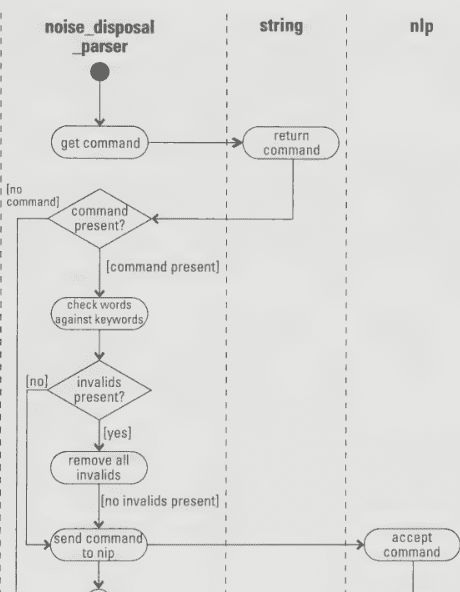 noise_disposal
_parser
string
nlp
get command
return
command
[no
command]
command
present?
[command present]
check words
against keywords
[no]
invalids
present?
[yes]
remove all
invalids
[no invalids present]
send command
to nip
accept
command